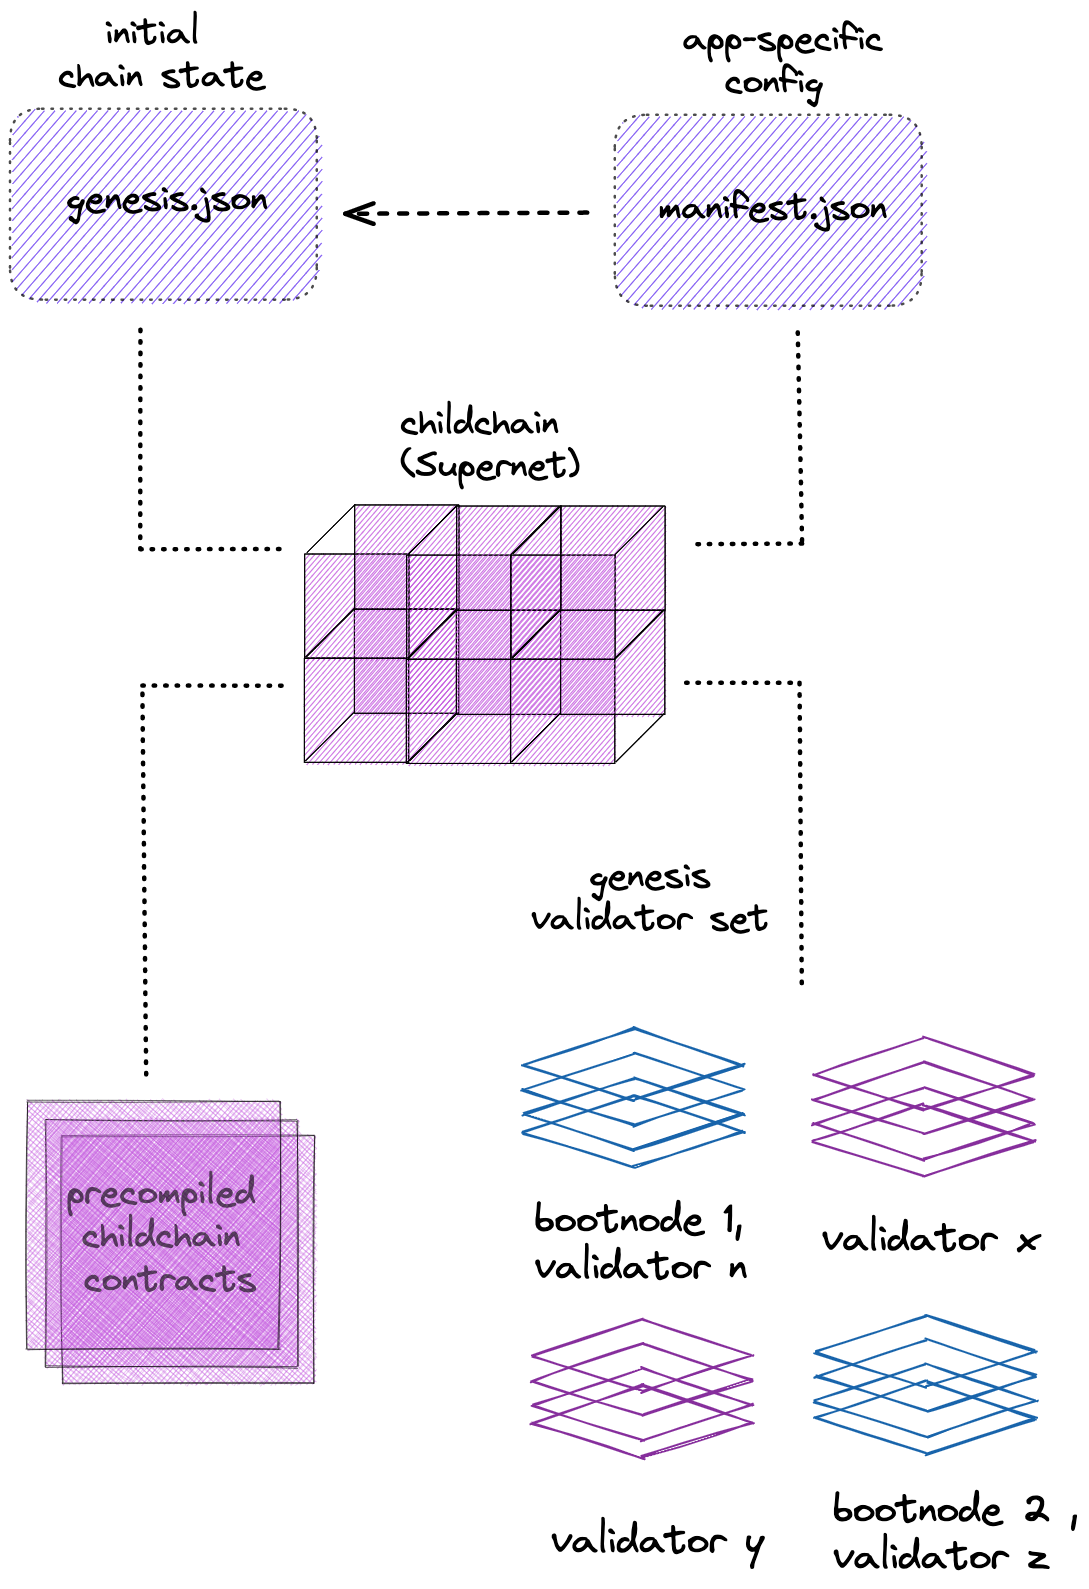 initial
chain state
app-specific
config
genesis.json
manifest.json
childchain
(Supernet)
genesis
validator set
precompiled
childchain
contracts
bootnode 1,
validator n
validator x
validator y
bootnode 2 ,
validator z